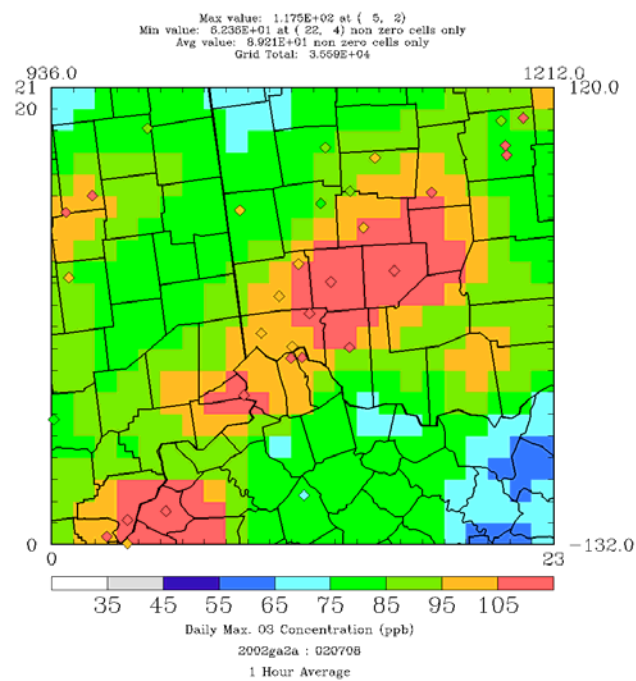 Max value: 1.175E+02 at ( 5, 2)
Min value: 6.236E+01 at ( 22, 4) non zero cells only
Avg value: 8.921E+01 non zero cells only
Grid Total: 3.559E+04
936.0 1212.0
21 120.0
20
0 -132.0
0 23
35 45 55 65 75 85 95 105
Daily Max. O3 Concentration (ppb)
2002ga2a : 020708
1 Hour Average